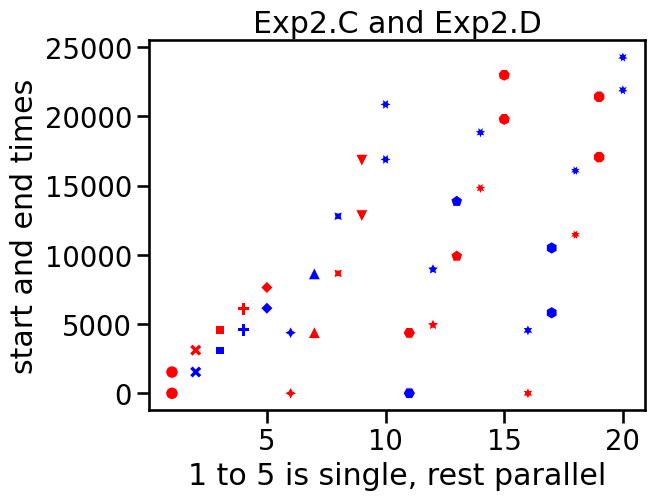 Exp2.C and Exp2.D
start and end times
25000
20000
15000
10000
5000
0
5 10 15 20
1 to 5 is single, rest parallel